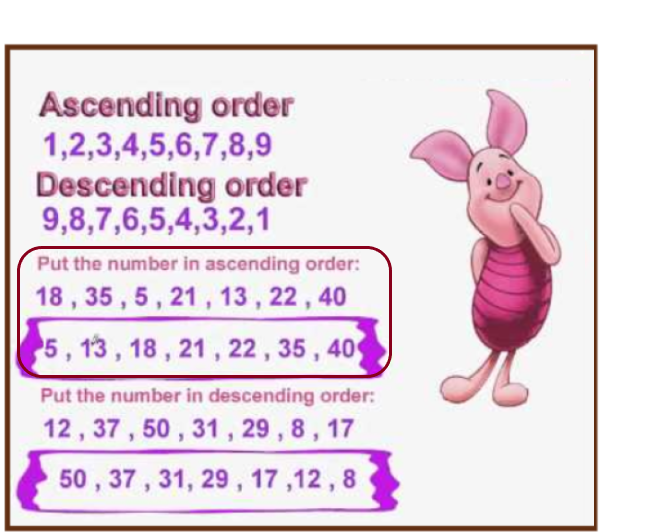 Ascending order
1,2,3,4,5,6,7,8,9
Descending order
9,8,7,6,5,4,3,2,1
Put the number in ascending order:
18 , 35 , 5 , 21 , 13 , 22 , 40
5 , 13 , 18 , 21 , 22 , 35 , 40
Put the number in descending order:
12 , 37 , 50 , 31 , 29 , 8 , 17
50 , 37 , 31, 29 , 17 ,12 , 8